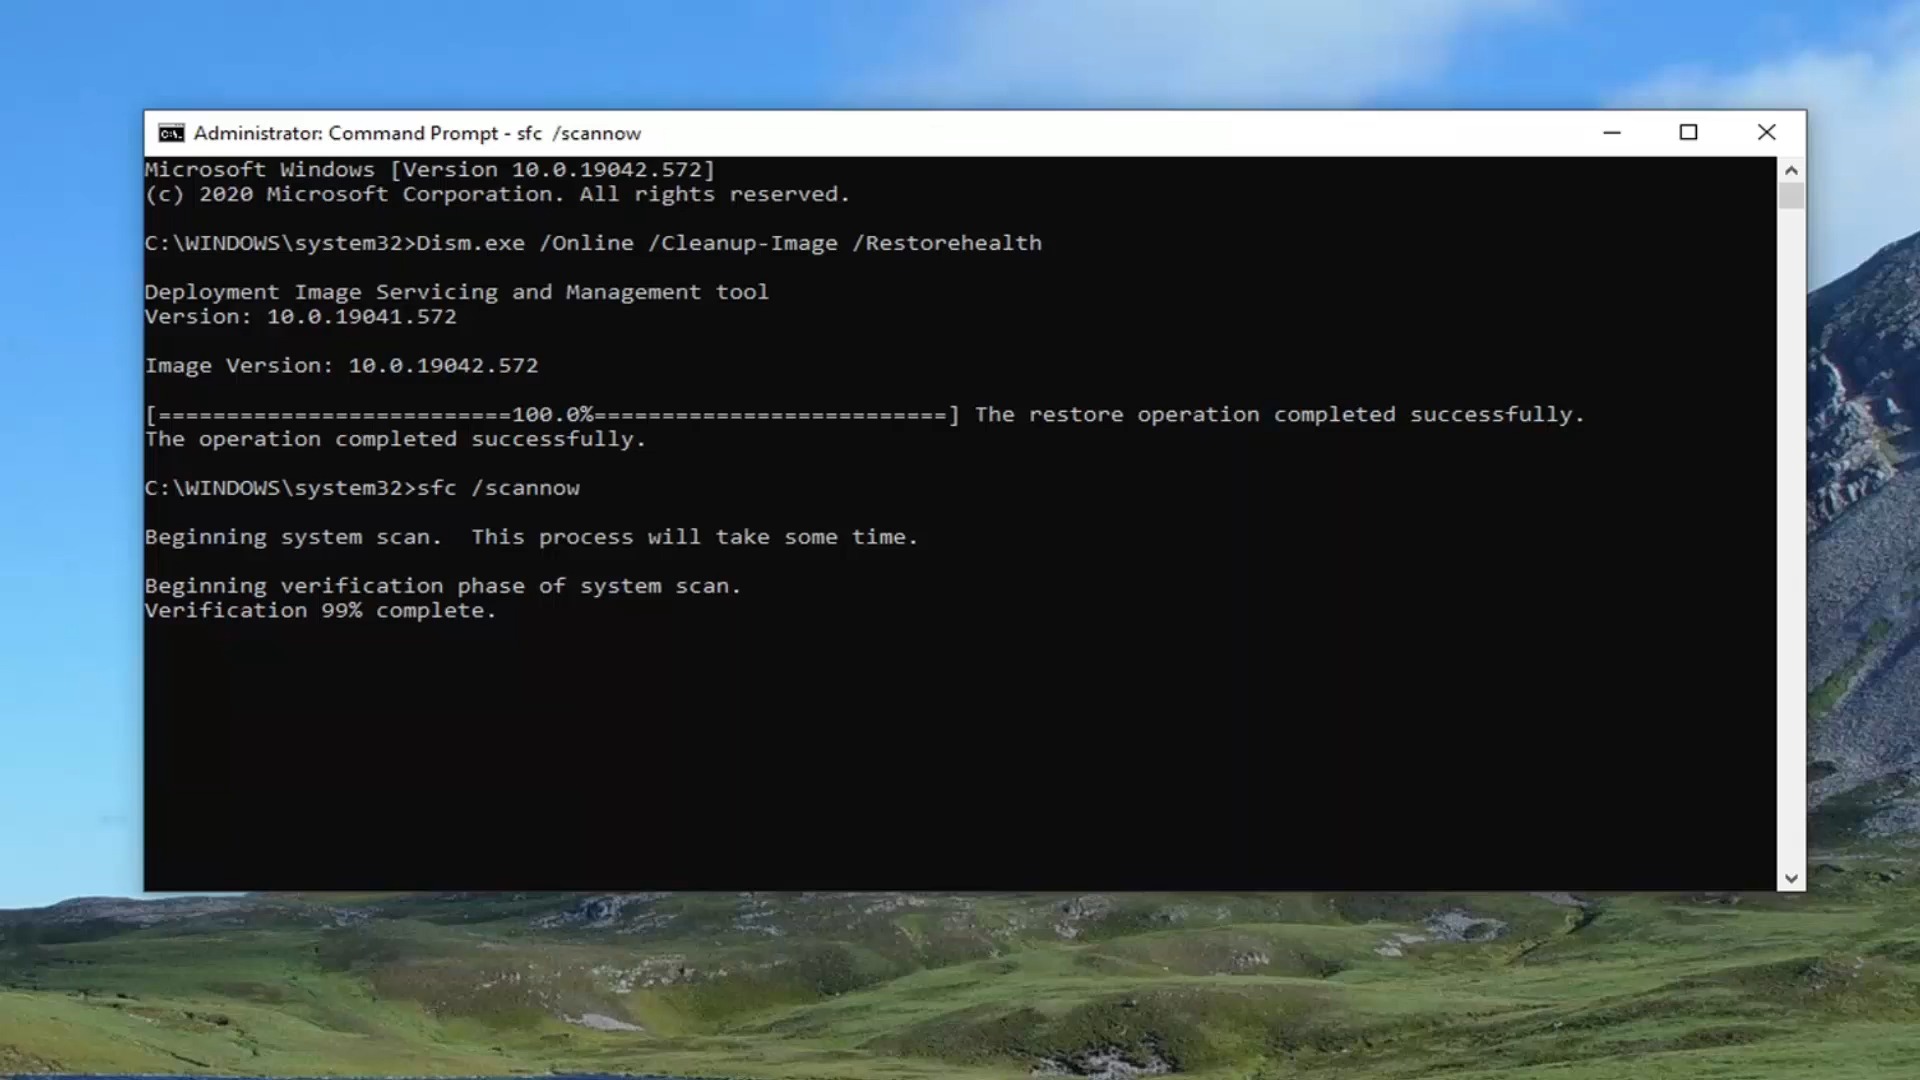 Administrator: Command Prompt - sfc  /scannow
Microsoft Windows [Version 10.0.19042.572]
(c) 2020 Microsoft Corporation. All rights reserved.
C:\WINDOWS\system32>Dism.exe /Online /Cleanup-Image /Restorehealth
Deployment Image Servicing and Management tool
Version: 10.0.19041.572
Image Version: 10.0.19042.572
[==========================100.0%==========================] The restore operation completed successfully.
The operation completed successfully.
C:\WINDOWS\system32>sfc /scannow
Beginning system scan.  This process will take some time.
Beginning verification phase of system scan.
Verification 99% complete.